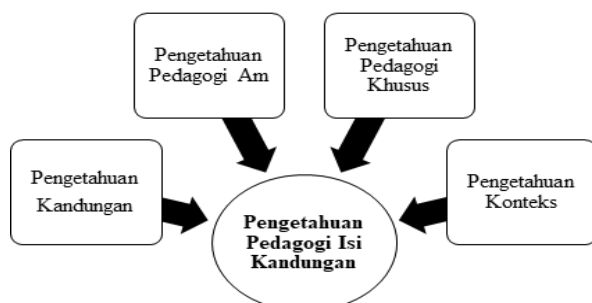 Pengetahuan
Pedagogi Am
Pengetahuan
Pedagogi
Khusus
Pengetahuan
Kandungan
Pengetahuan
Konteks
Pengetahuan
Pedagogi Isi
Kandungan